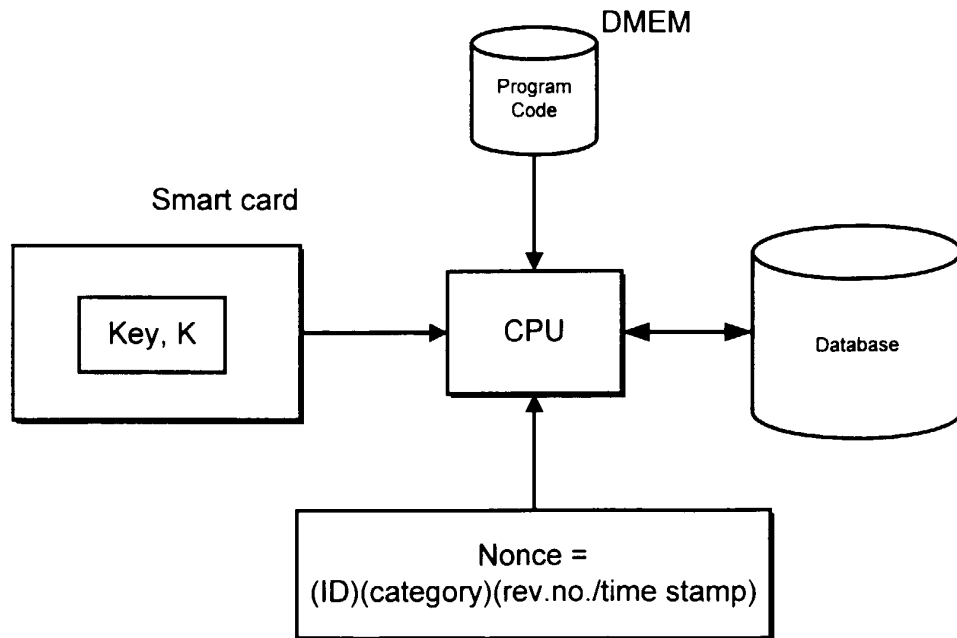 DMEM
Program
Code
Smart card
Key, K
CPU
Database
Nonce =
(ID)(category)(rev.no./time stamp)